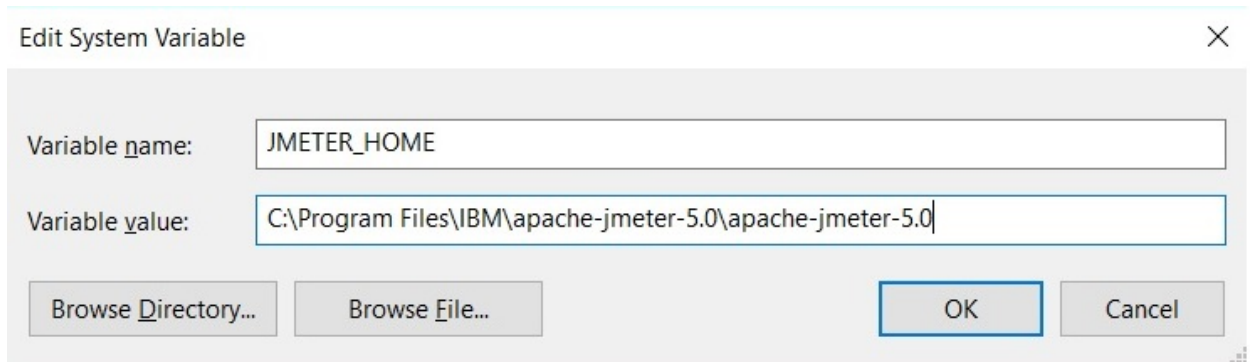 Edit System Variable
Variable name: JMETER_HOME
Variable value: C:\Program Files\IBM\apache-jmeter-5.0\apache-jmeter-5.0
Browse Directory... Browse File... OK Cancel